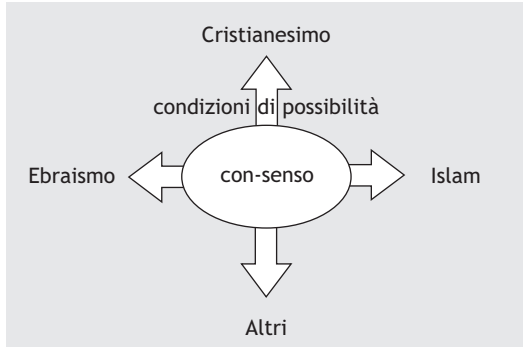 Cristianesimo
condizioni di possibilità
Ebraismo
con-senso
Islam
Altri